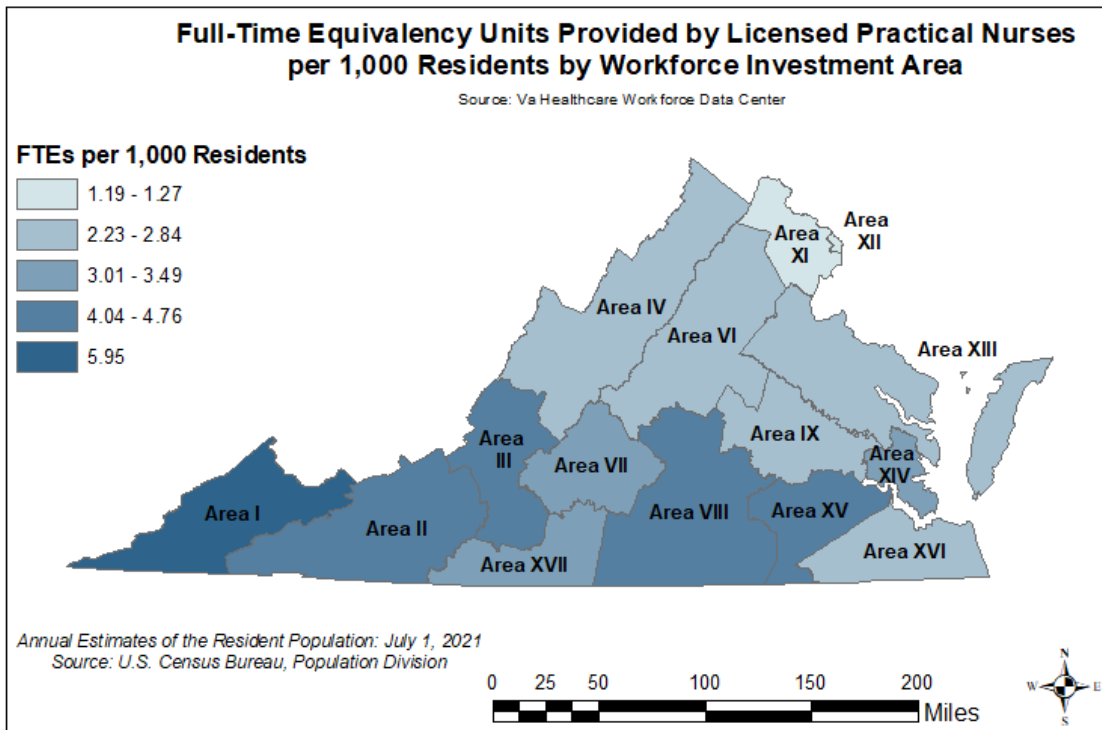 Full-Time Equivalency Units Provided by Licensed Practical Nurses
per 1,000 Residents by Workforce Investment Area
Source: Va Healthcare Workforce Data Center
FTEs per 1,000 Residents
1.19 - 1.27
2.23 - 2.84
3.01 - 3.49
4.04 - 4.76
5.95
Area
XI
Area
XII
Area IV
Area VI
Area XIII
Area
III
Area VII
Area IX
Area
XIV
Area I
Area II
Area VIII
Area XV
Area XVII
Area XVI
Annual Estimates of the Resident Population: July 1, 2021
Source: U.S. Census Bureau, Population Division
0 25 50 100 150 200
Miles
N
W E
S